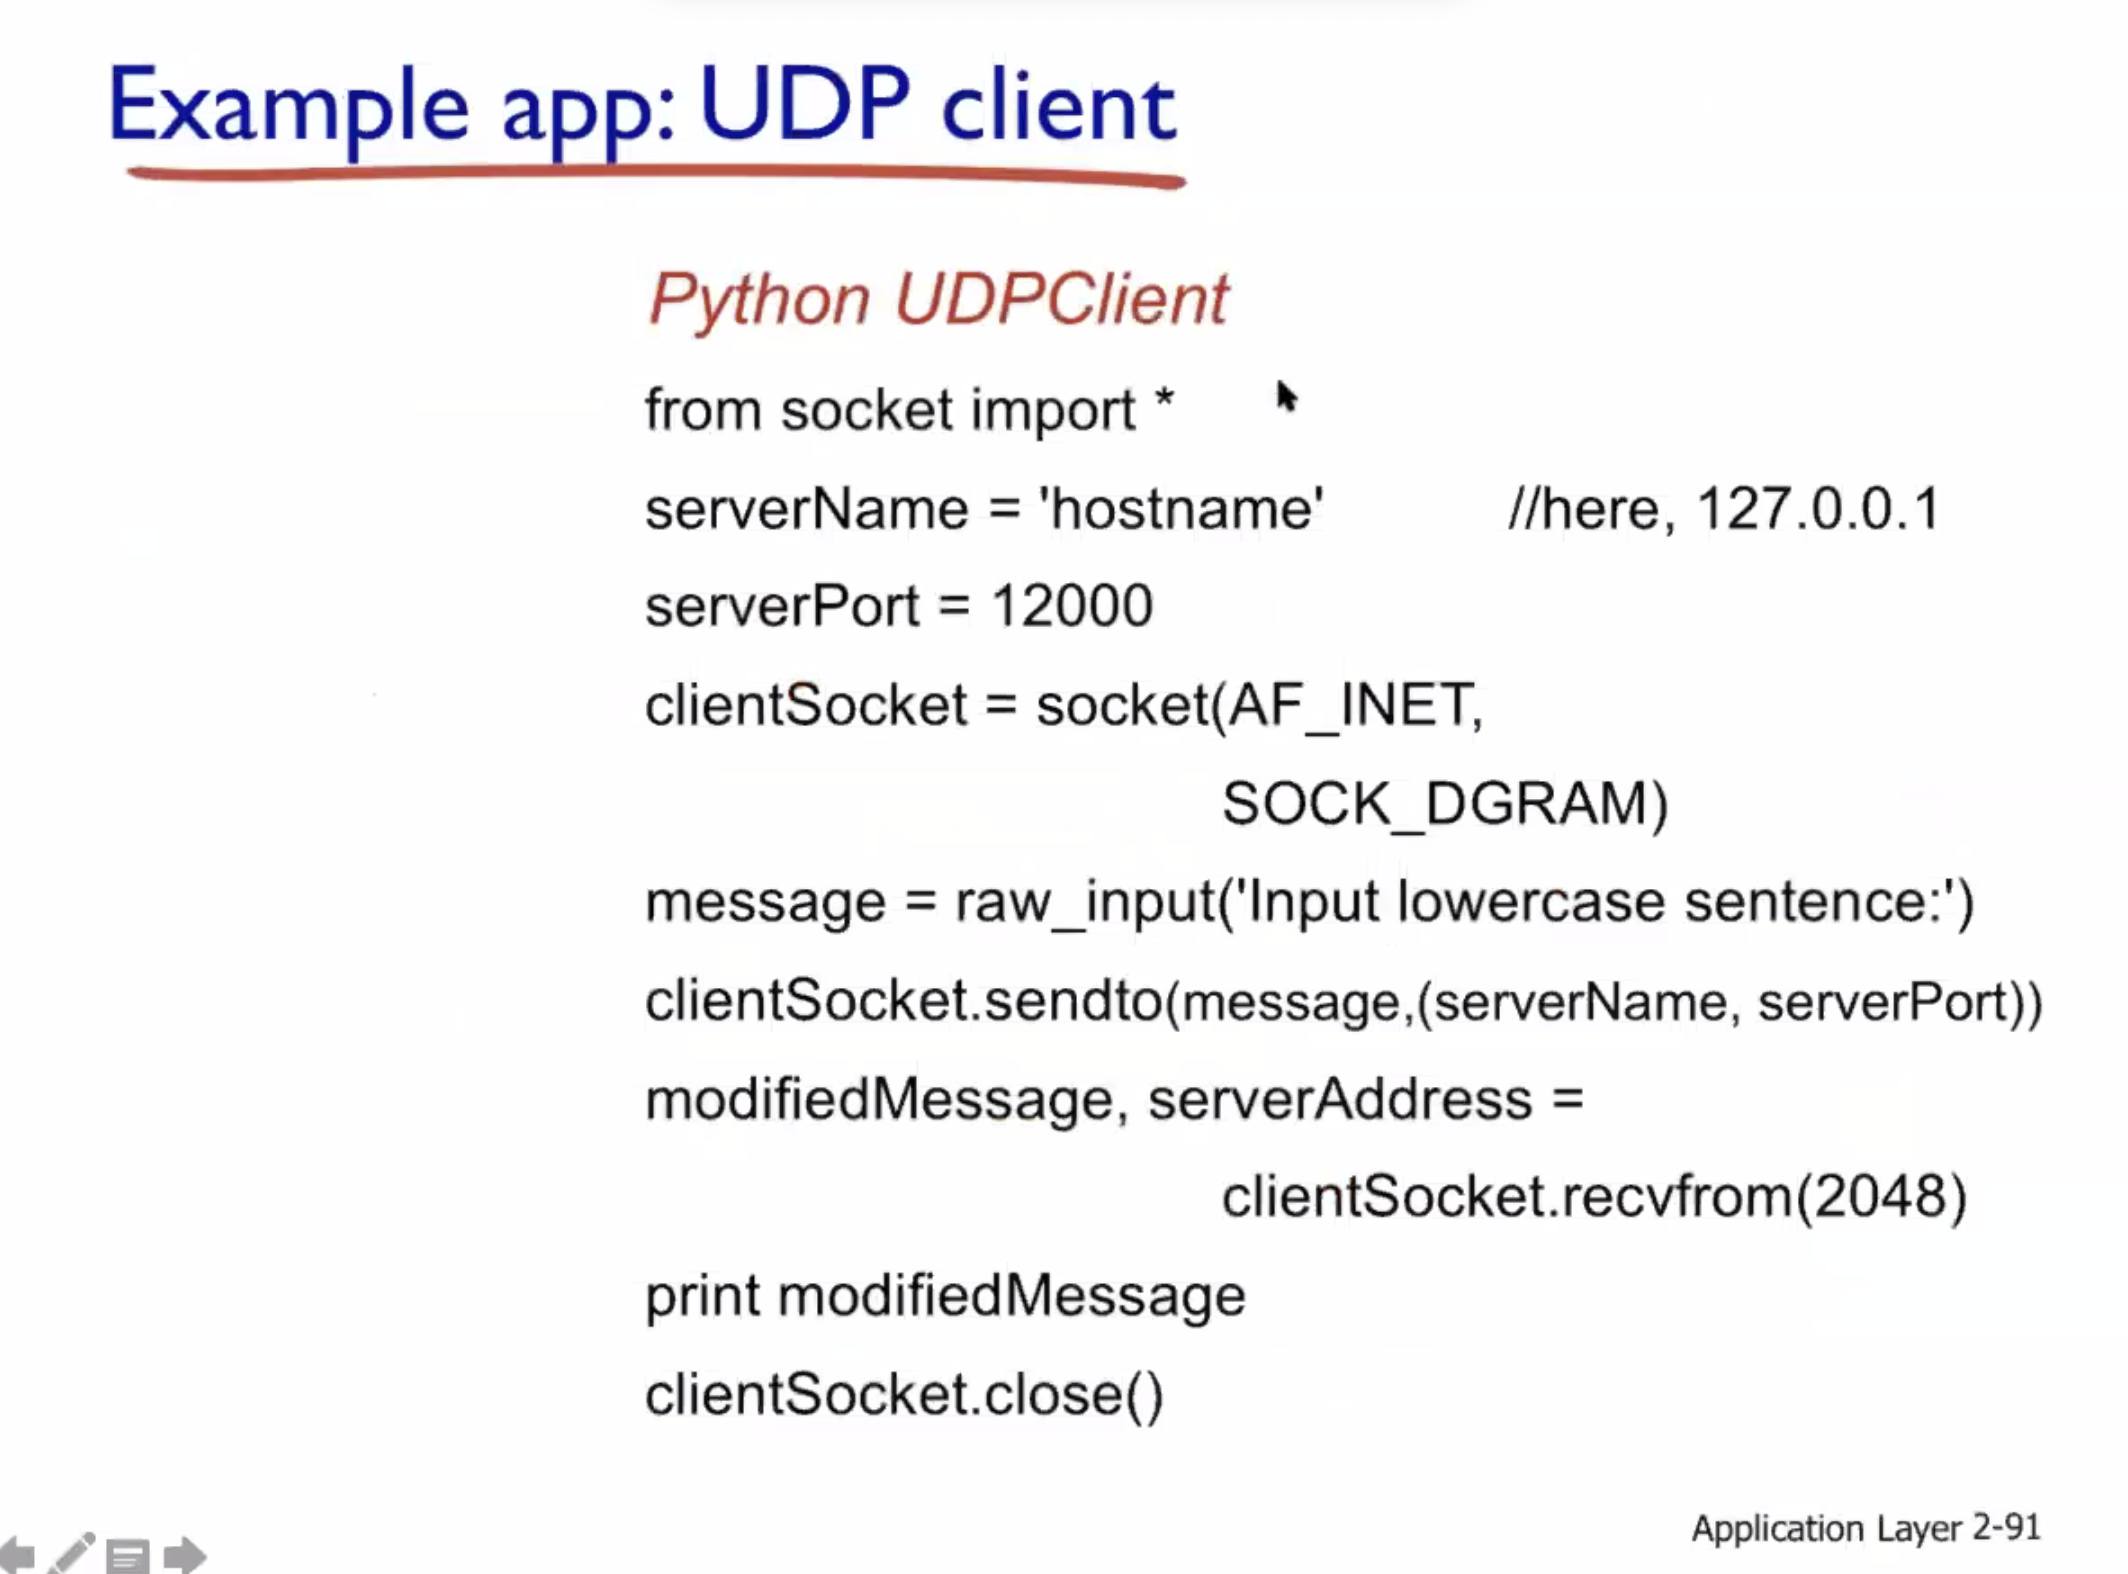 Example app: UDP client
Python UDPClient
from socket import *
serverName = 'hostname' //here, 127.0.0.1
serverPort = 12000
clientSocket = socket(AF_INET,
SOCK_DGRAM)
message = raw_input('Input lowercase sentence:')
clientSocket.sendto(message,(serverName, serverPort))
modifiedMessage, serverAddress =
clientSocket.recvfrom(2048)
print modifiedMessage
clientSocket.close()
Application Layer 2-91